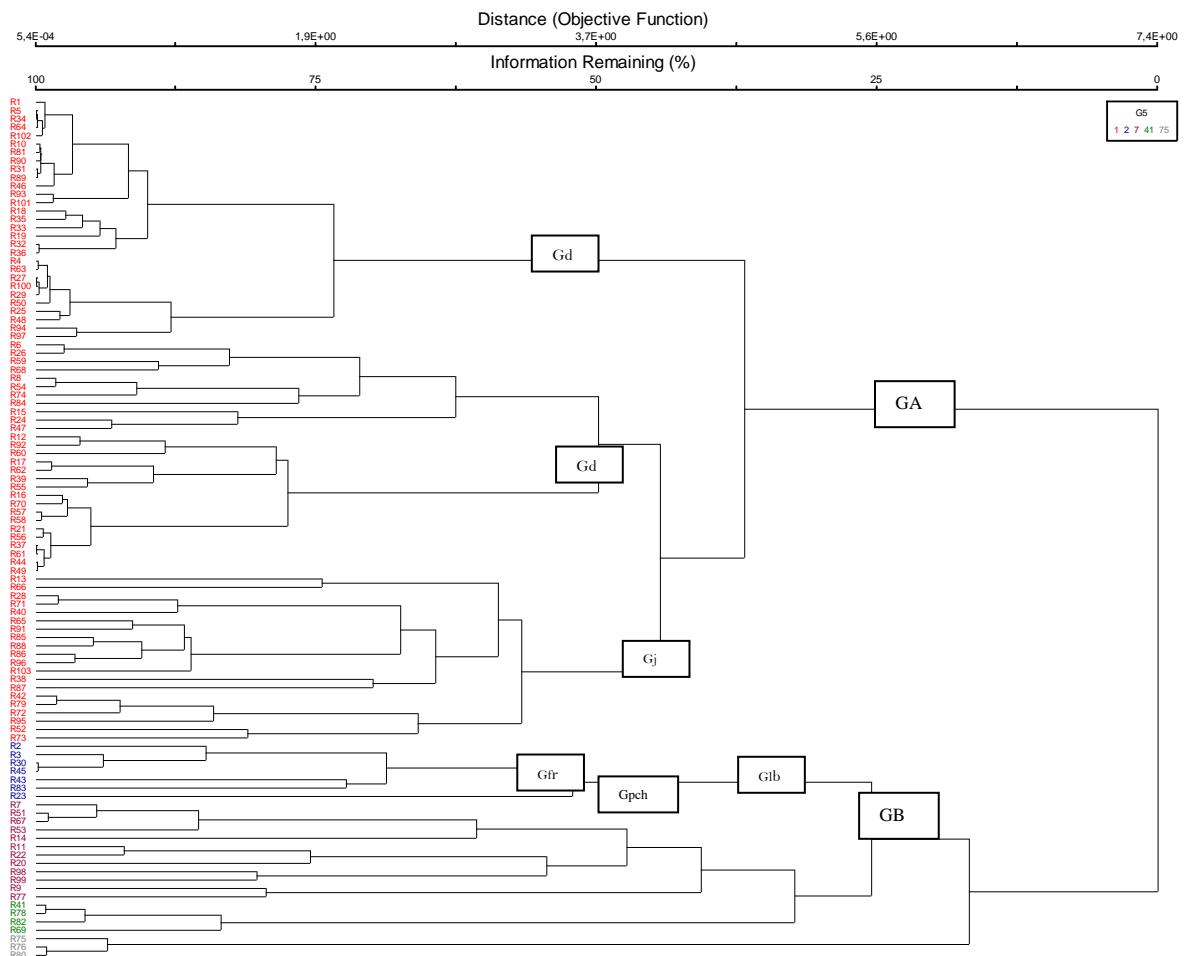 Distance (Objective Function)
5,4E-04 1,9E+00 3,7E+00 5,6E+00 7,4E+00
Information Remaining (%)
100 75 50 25 0
G5
1 2 7 41 75
R1
R5
R34
R64
R102
R10
R81
R90
R31
R89
R46
R93
R101
R18
R35
R33
R19
R32
R36
R4
R63
R27
R100
R29
R50
R25
R48
R94
R97
R6
R26
R59
R68
R8
R54
R74
R84
R15
R24
R47
R12
R92
R60
R17
R62
R39
R55
R16
R70
R57
R58
R21
R56
R37
R61
R44
R49
R13
R66
R28
R71
R40
R65
R91
R85
R88
R86
R96
R103
R38
R87
R42
R79
R72
R95
R52
R73
R2
R3
R30
R45
R43
R83
R23
R7
R51
R67
R53
R14
R11
R22
R20
R98
R99
R9
R77
R41
R78
R82
R69
R75
R76
R80
Gd
GA
Gd
Gj
Gfr
Gpch
Glb
GB